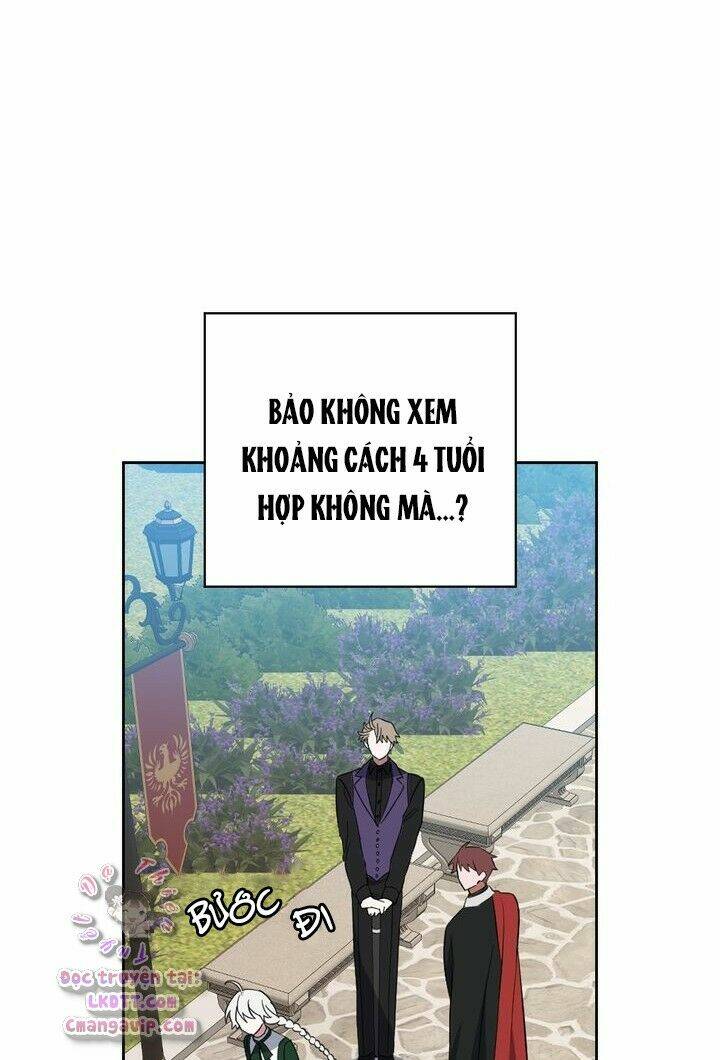 BẢO KHÔNG XEM
KHOẢNG CÁCH 4 TUỔI
HỢP KHÔNG MÀ...?
BƯỚC ĐI
Đọc truyện tại:
LKDTT.com
Cmangavip.com